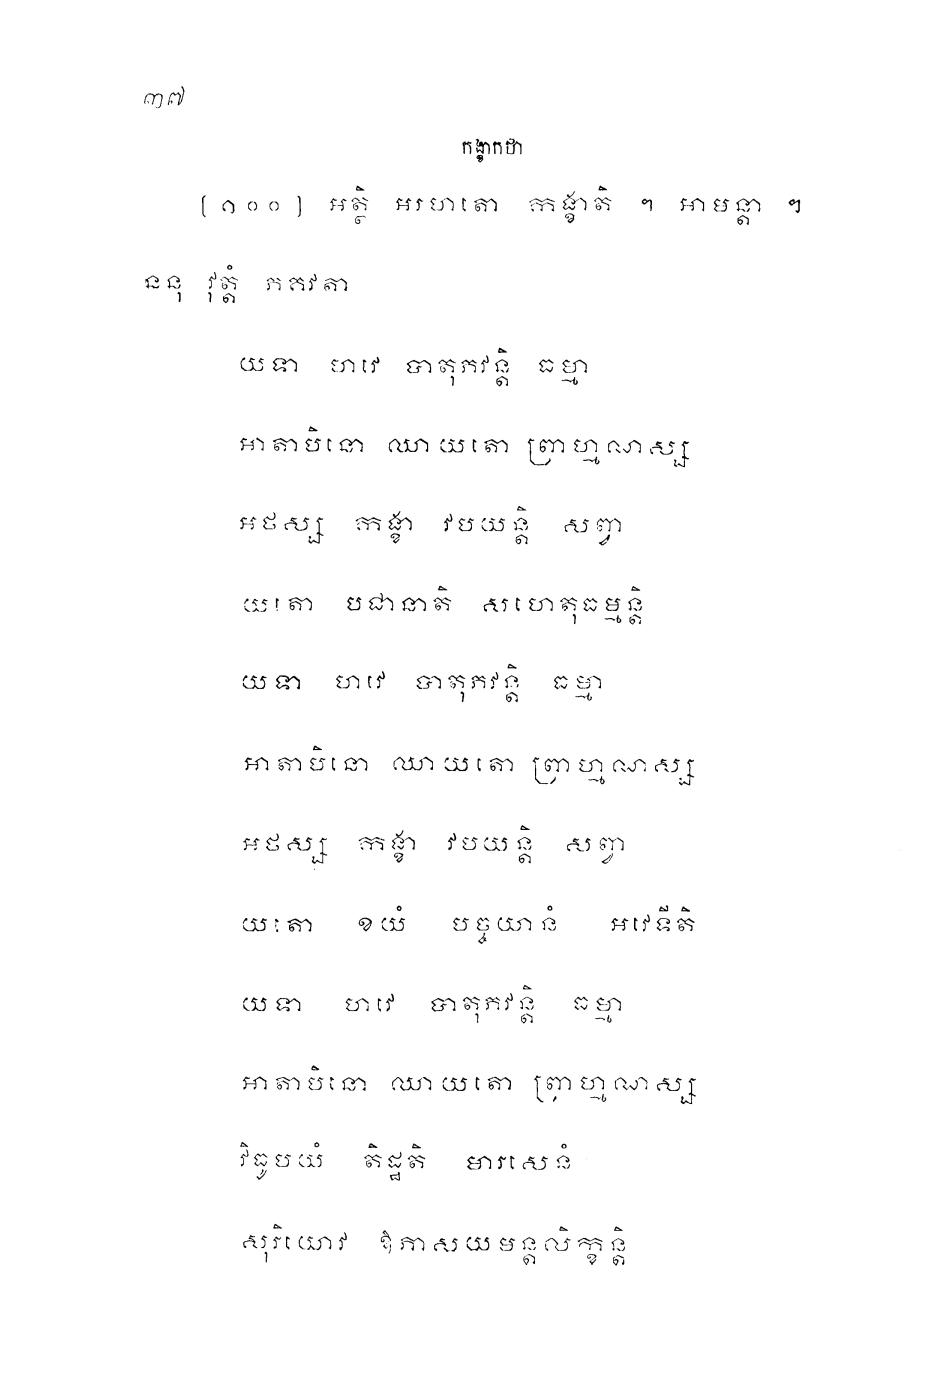 ៣៧
កង្ខាកថា
[១០០] អត្ថិ អរហតោ កង្ខាតិ ។ អាមន្តា ។
ននុ វុត្តំ ភគវតា
យទា ហវេ បាតុភវន្តិ ធម្មា
អាតាបិនោ ឈាយតោ ព្រាហ្មណស្ស
អថស្ស កង្ខា វបយន្តិ សព្វា
យតោ បជានាតិ សហេតុធម្មន្តិ
យទា ហវេ បាតុភវន្តិ ធម្មា
អាតាបិនោ ឈាយតោ ព្រាហ្មណស្ស
អថស្ស កង្ខា វបយន្តិ សព្វា
យតោ ខយំ បច្ចយានំ អវេទីតិ
យទា ហវេ បាតុភវន្តិ ធម្មា
អាតាបិនោ ឈាយតោ ព្រាហ្មណស្ស
វិធូបយំ តិដ្ឋតិ មារសេនំ
សុរិយោវ ឱភាសយមន្តលិក្ខន្តិ